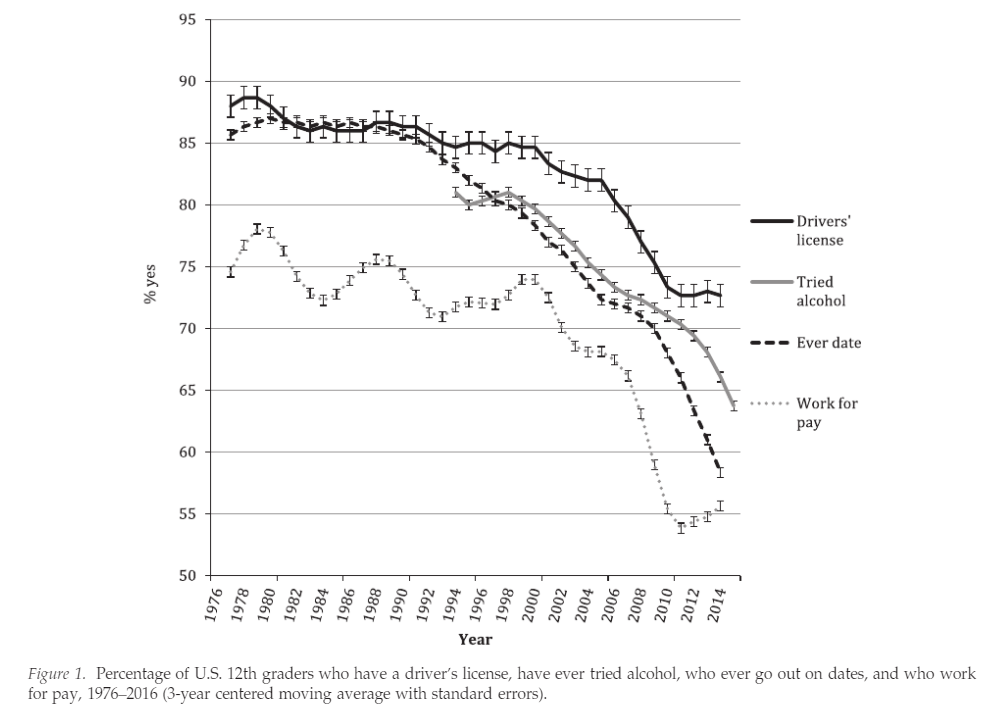 95
90
85
80
75
70
65
60
55
50
% yes
1976
1978
1980
1982
1984
1986
1988
1990
1992
1994
1996
1998
2000
2002
2004
2006
2008
2010
2012
2014
Year
Drivers'
license
Tried
alcohol
Ever date
Work for
pay
Figure 1. Percentage of U.S. 12th graders who have a driver's license, have ever tried alcohol, who ever go out on dates, and who work
for pay, 1976–2016 (3-year centered moving average with standard errors).